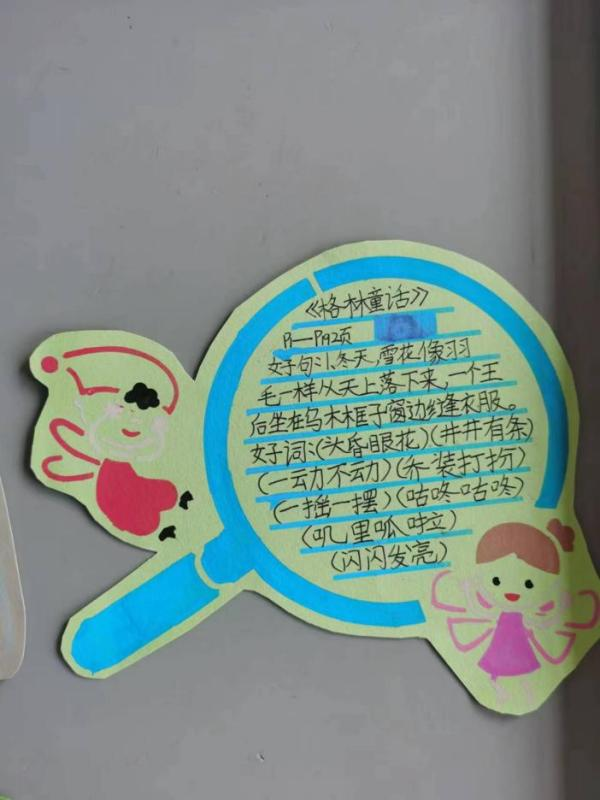 《格林童话》
P1—P112页
好句:冬天,雪花像羽
毛一样从天上落下来,一个王
后坐在乌木框子窗边缝衣服。
好词:(头昏眼花)(井井有条)
(一动不动)(乔装打扮)
(一摇一摆)(咕咚咕咚)
(叽里呱啦)
(闪闪发亮)